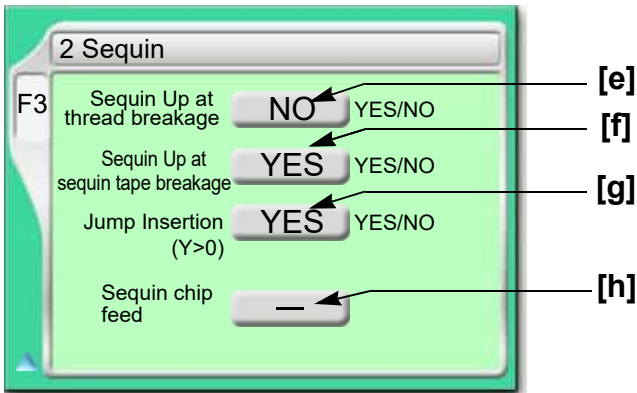 2 Sequin
F3
Sequin Up at
thread breakage
NO
YES/NO
[e]
Sequin Up at
sequin tape breakage
YES
YES/NO
[f]
Jump Insertion
(Y>0)
YES
YES/NO
[g]
Sequin chip
feed
—
[h]